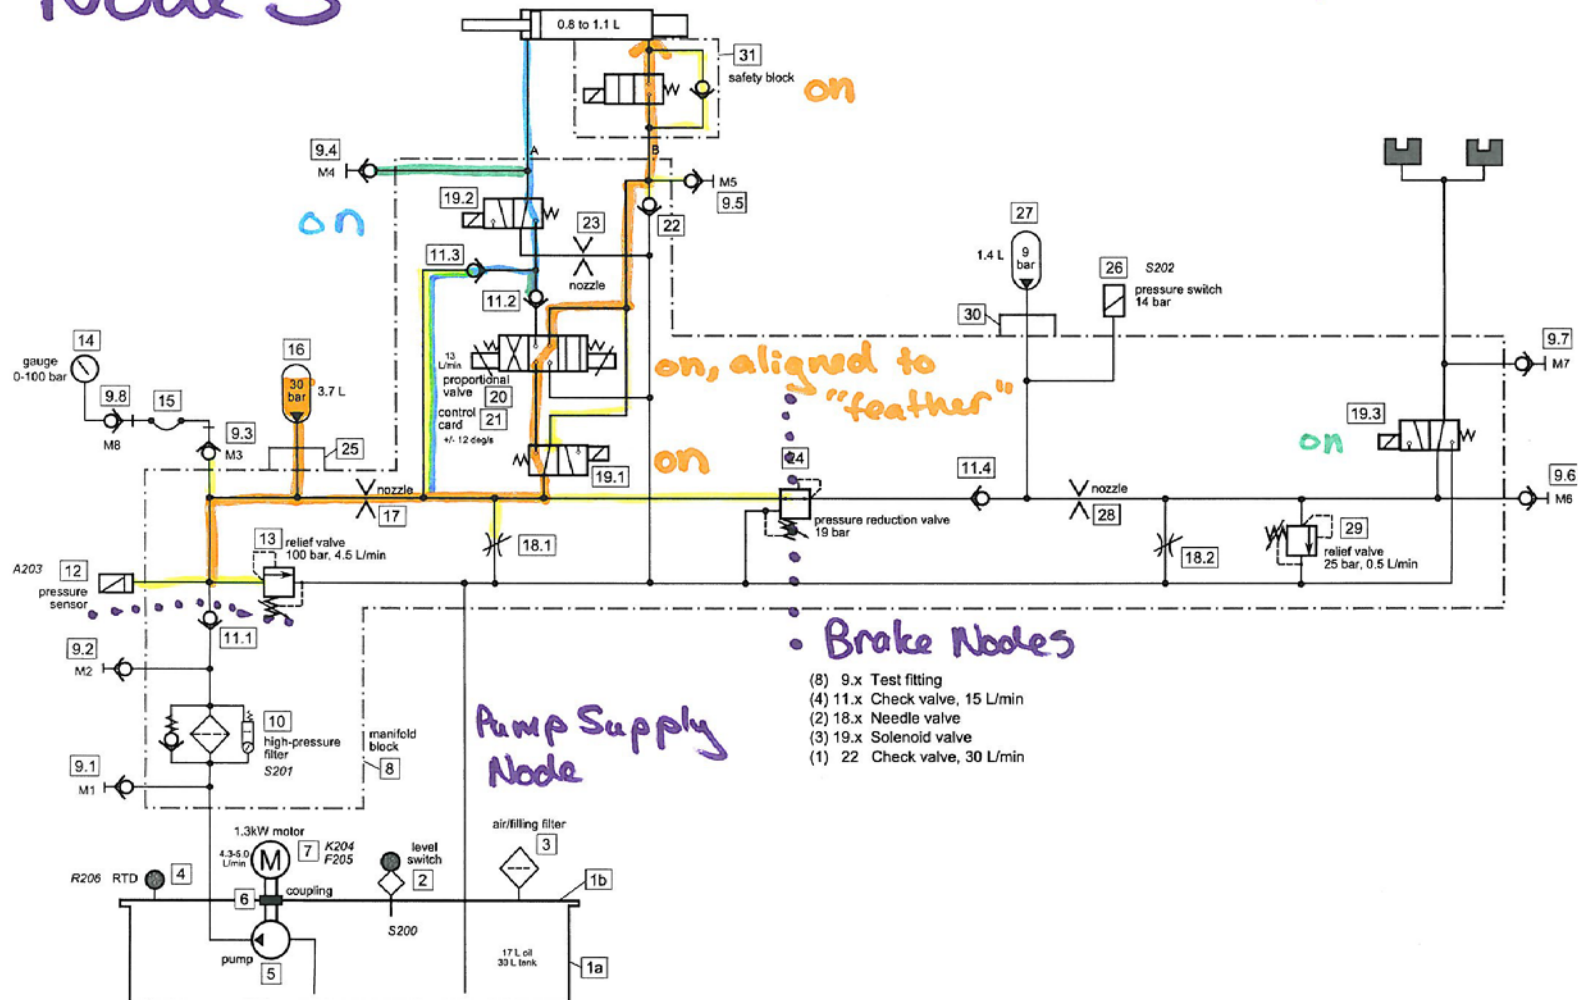 Node 3
0.8 to 1.1 L
31
safety block
on
9.4
M4
A
B
M5
9.5
19.2
on
23
22
nozzle
11.3
11.2
27
1.4 L
9
bar
26
S202
pressure switch
14 bar
30
14
gauge
0-100 bar
16
30
bar
3.7 L
13
L/min
proportional
valve
20
control
card
21
+/- 12 deg/s
on, aligned to
"feather"
9.7
M7
9.8
M8
15
9.3
M3
25
19.3
on
on
19.1
24
11.4
nozzle
17
nozzle
28
9.6
M6
pressure reduction valve
19 bar
13
relief valve
100 bar, 4.5 L/min
18.1
18.2
29
relief valve
25 bar, 0.5 L/min
A203
12
pressure
sensor
11.1
9.2
M2
Brake Nodes
(8) 9.x Test fitting
(4) 11.x Check valve, 15 L/min
(2) 18.x Needle valve
(3) 19.x Solenoid valve
(1) 22 Check valve, 30 L/min
Pump Supply
Node
10
high-pressure
filter
S201
manifold
block
8
9.1
M1
1.3kW motor
4.3-5.0
L/min
M
7
K204
F205
level
switch
2
air/filling filter
3
R206
RTD
4
6
coupling
1b
S200
pump
5
17 L oil
30 L tank
1a